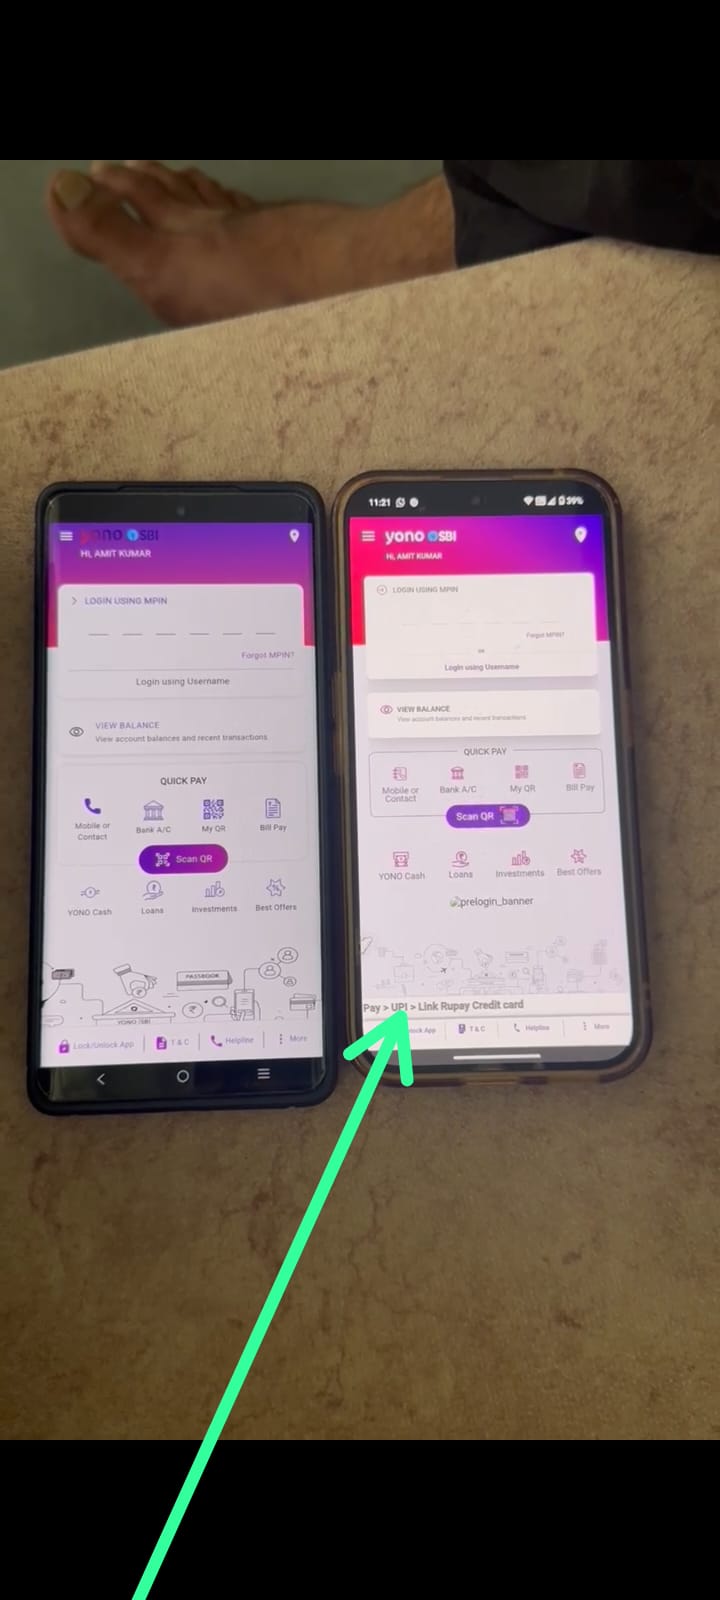 yono SBI
HI, AMIT KUMAR
LOGIN USING MPIN
Forgot MPIN?
Login using Username
VIEW BALANCE
View account balances and recent transactions
QUICK PAY
Mobile or
Contact
Bank A/C
My QR
Bill Pay
Scan QR
YONO Cash
Loans
Investments
Best Offers
PASSBOOK
YONO SBI
Lock/Unlock App
T & C
Helpline
More
11:21
39%
yono SBI
HI, AMIT KUMAR
LOGIN USING MPIN
Forgot MPIN?
OR
Login using Username
VIEW BALANCE
View account balances and recent transactions
QUICK PAY
Mobile or
Contact
Bank A/C
My QR
Bill Pay
Scan QR
YONO Cash
Loans
Investments
Best Offers
prelogin_banner
Pay > UPI > Link Rupay Credit card
lock App
T & C
Helpline
More